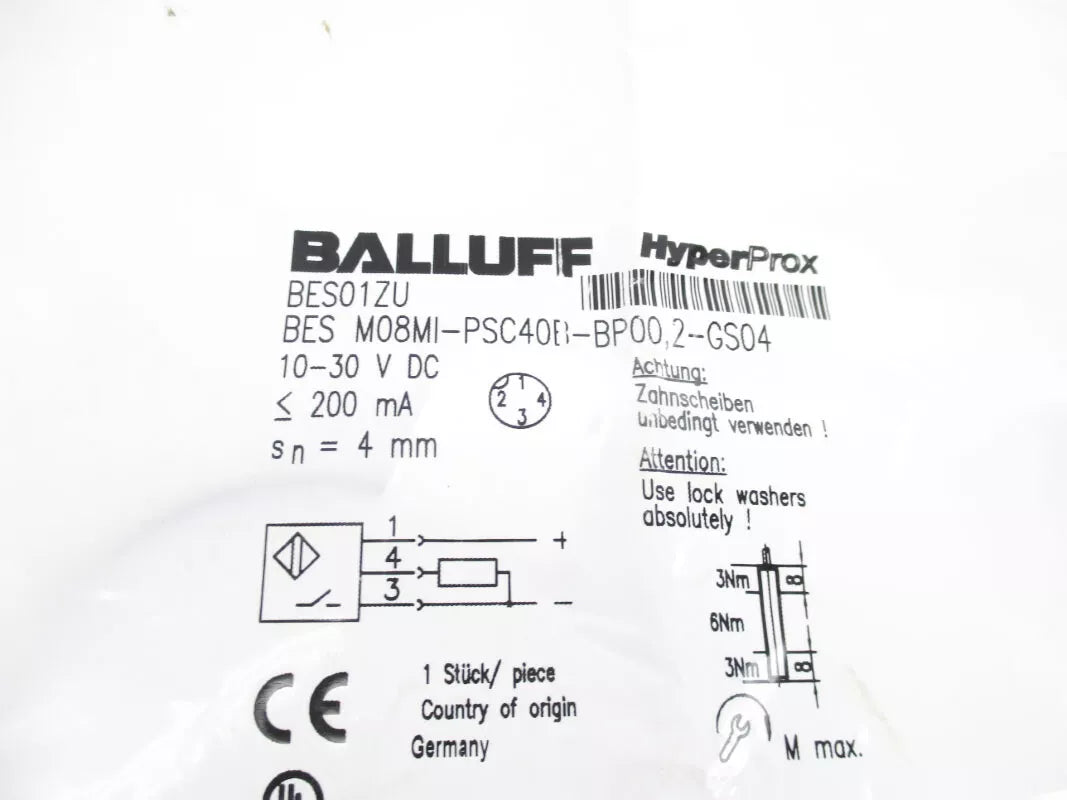 BALLUFF
HyperProx
BES01ZU
BES M08MI-PSC40B-BP00,2-GS04
10-30 V DC
≤ 200 mA
sn = 4 mm
1
2 4
3
Achtung:
Zahnscheiben
unbedingt verwenden !
Attention:
Use lock washers
absolutely !
1 +
4
3 −
3Nm 8
6Nm
3Nm 8
M max.
CE
1 Stück/ piece
Country of origin
Germany